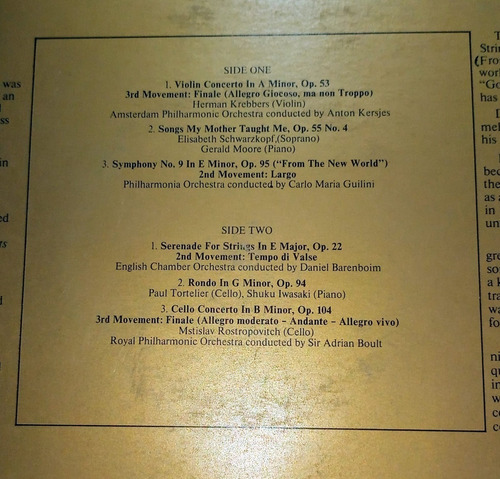 SIDE ONE
1. Violin Concerto In A Minor, Op. 53
3rd Movement: Finale (Allegro Giocoso, ma non Troppo)
Herman Krebbers (Violin)
Amsterdam Philharmonic Orchestra conducted by Anton Kersjes
2. Songs My Mother Taught Me, Op. 55 No. 4
Elisabeth Schwarzkopf,(Soprano)
Gerald Moore (Piano)
3. Symphony No. 9 In E Minor, Op. 95 ("From The New World")
2nd Movement: Largo
Philharmonia Orchestra conducted by Carlo Maria Guilini
SIDE TWO
1. Serenade For Strings In E Major, Op. 22
2nd Movement: Tempo di Valse
English Chamber Orchestra conducted by Daniel Barenboim
2. Rondo In G Minor, Op. 94
Paul Tortelier (Cello), Shuku Iwasaki (Piano)
3. Cello Concerto In B Minor, Op. 104
3rd Movement: Finale (Allegro moderato – Andante – Allegro vivo)
Mstislav Rostropovitch (Cello)
Royal Philharmonic Orchestra conducted by Sir Adrian Boult
was
an
in